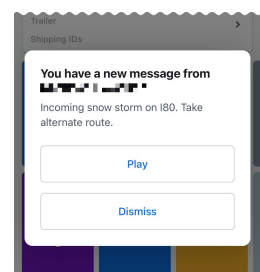 Trailer
Shipping IDs
You have a new message from
Incoming snow storm on I80. Take
alternate route.
Play
Dismiss